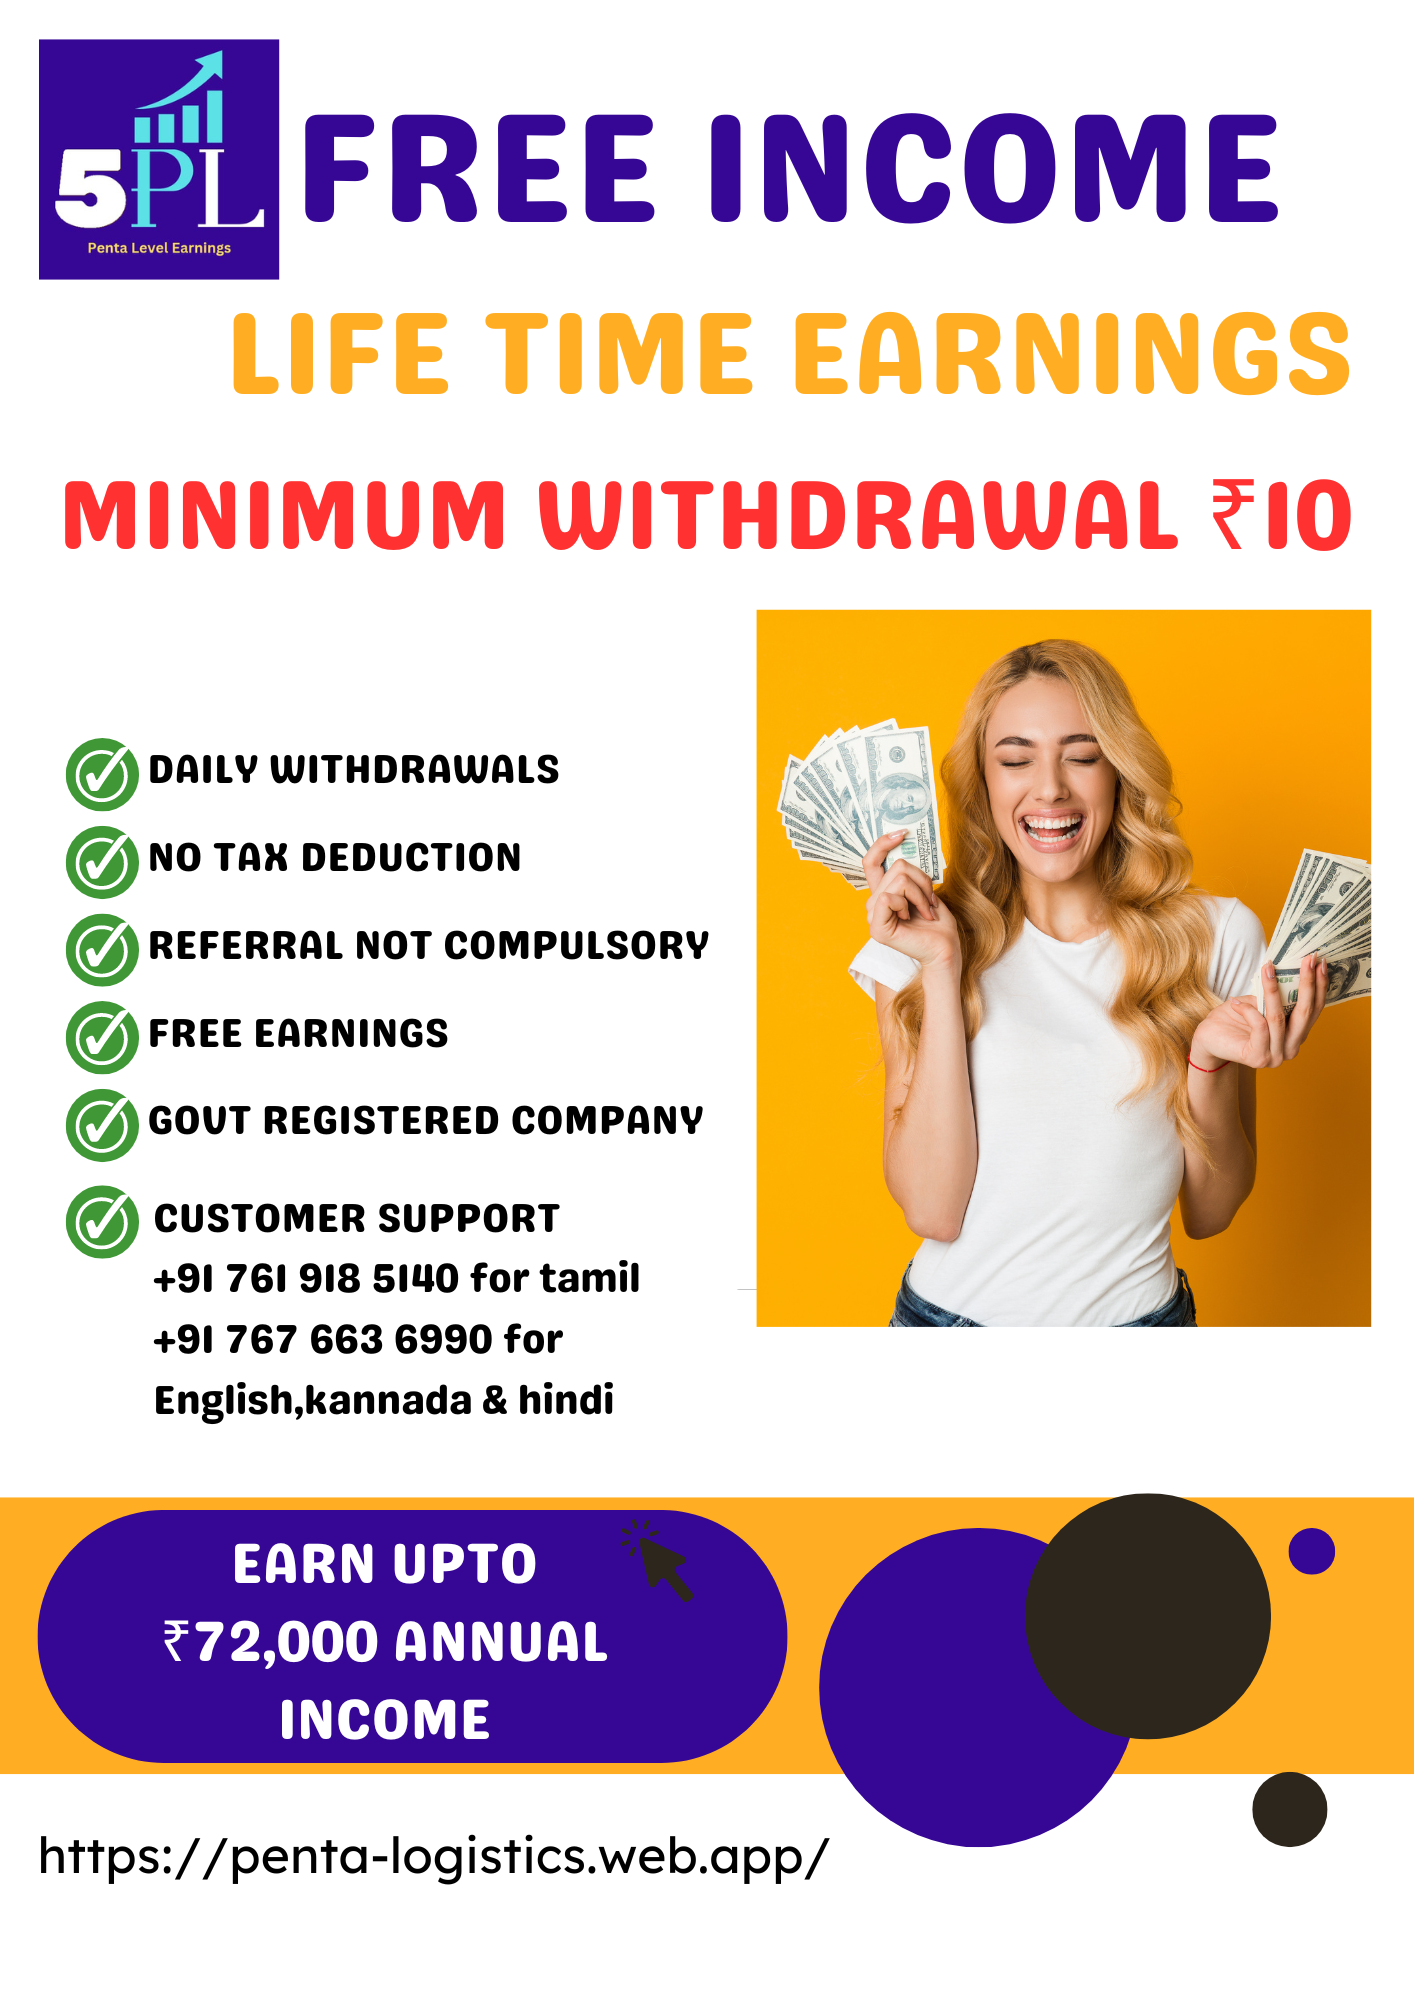 5PL
Penta Level Earnings
FREE INCOME
LIFE TIME EARNINGS
MINIMUM WITHDRAWAL ₹10
DAILY WITHDRAWALS
NO TAX DEDUCTION
REFERRAL NOT COMPULSORY
FREE EARNINGS
GOVT REGISTERED COMPANY
CUSTOMER SUPPORT
+91 761 918 5140 for tamil
+91 767 663 6990 for
English,kannada & hindi
EARN UPTO
₹72,000 ANNUAL
INCOME
https://penta-logistics.web.app/